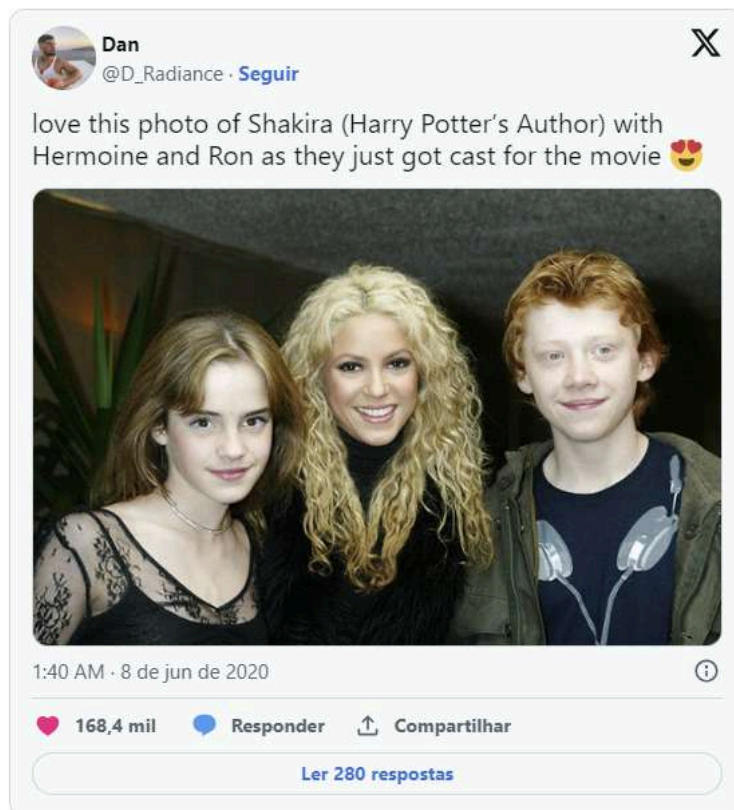 Dan
@D_Radiance · Seguir
love this photo of Shakira (Harry Potter's Author) with
Hermoine and Ron as they just got cast for the movie 😍
1:40 AM · 8 de jun de 2020
168,4 mil Responder Compartilhar
Ler 280 respostas